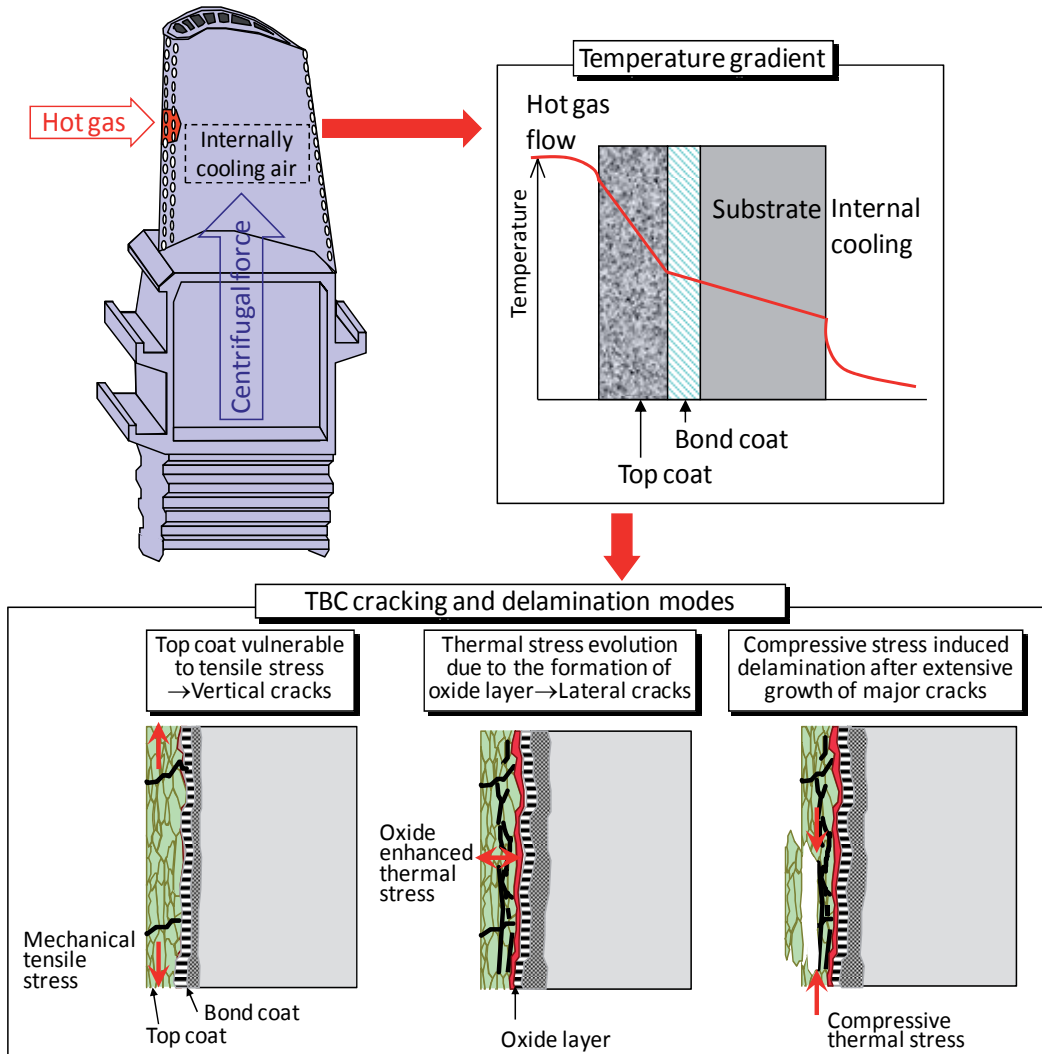 Hot gas
Internally
cooling air
Centrifugal force
Temperature gradient
Hot gas
flow
Temperature
Substrate
Internal
cooling
Bond coat
Top coat
TBC cracking and delamination modes
Top coat vulnerable
to tensile stress
→Vertical cracks
Mechanical
tensile
stress
Bond coat
Top coat
Thermal stress evolution
due to the formation of
oxide layer→Lateral cracks
Oxide
enhanced
thermal
stress
Oxide layer
Compressive stress induced
delamination after extensive
growth of major cracks
Compressive
thermal stress